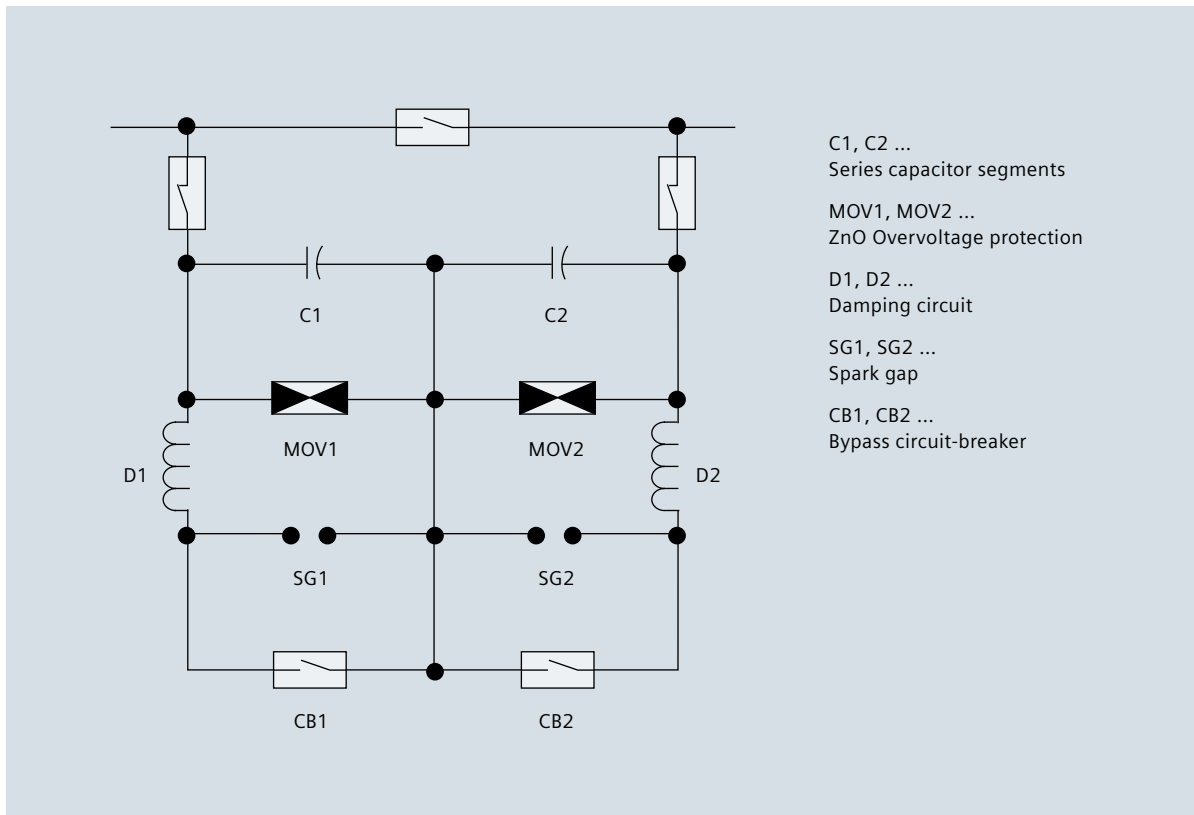 C1, C2 ...
Series capacitor segments
MOV1, MOV2 ...
ZnO Overvoltage protection
D1, D2 ...
Damping circuit
SG1, SG2 ...
Spark gap
CB1, CB2 ...
Bypass circuit-breaker
C1
C2
MOV1
MOV2
D1
D2
SG1
SG2
CB1
CB2